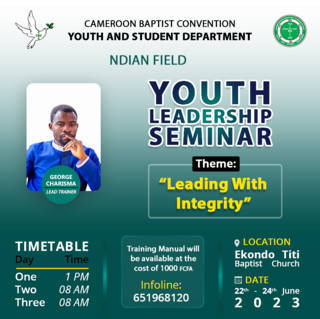 CAMEROON BAPTIST CONVENTION
YOUTH AND STUDENT DEPARTMENT
NDIAN FIELD
YOUTH
LEADERSHIP
SEMINAR
Theme:
“Leading With
Integrity”
GEORGE
CHARISMA
LEAD TRAINER
TIMETABLE
Day Time
One 1 PM
Two 08 AM
Three 08 AM
Training Manual will
be available at the
cost of 1000 FCFA
Infoline:
651968120
LOCATION
Ekondo Titi
Baptist Church
DATE
22nd - 24th June
2023